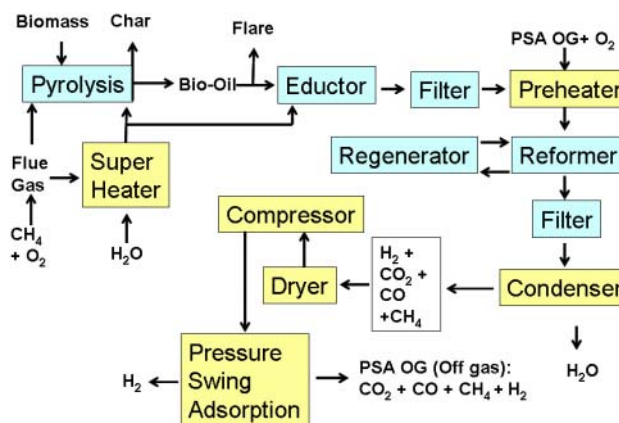 Biomass
Char
Flare
PSA OG+ O₂
Pyrolysis
Bio-Oil
Eductor
Filter
Preheater
Flue
Gas
Super
Heater
Regenerator
Reformer
CH₄
+ O₂
H₂O
Compressor
Filter
H₂ +
CO₂ +
CO
+CH₄
Dryer
Condenser
Pressure
Swing
Adsorption
H₂
PSA OG (Off gas):
CO₂ + CO + CH₄ + H₂
H₂O